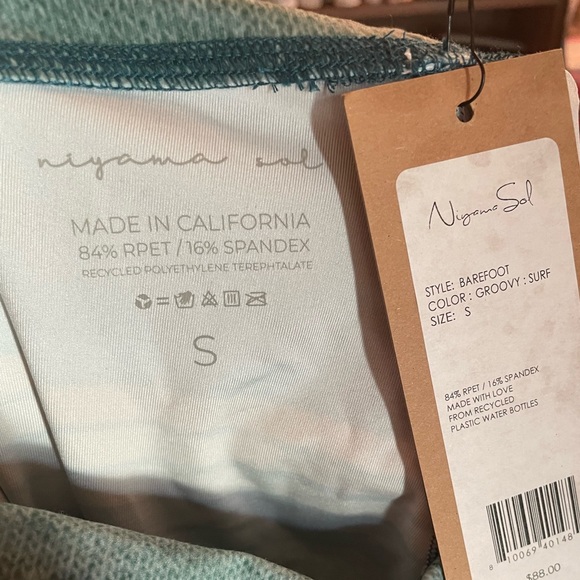 niyama sol
MADE IN CALIFORNIA
84% RPET / 16% SPANDEX
RECYCLED POLYETHYLENE TEREPHTALATE
S
Niyama Sol
STYLE: BAREFOOT
COLOR : GROOVY : SURF
SIZE: S
84% RPET / 16% SPANDEX
MADE WITH LOVE
FROM RECYCLED
PLASTIC WATER BOTTLES
8 10069 40148
$88.00